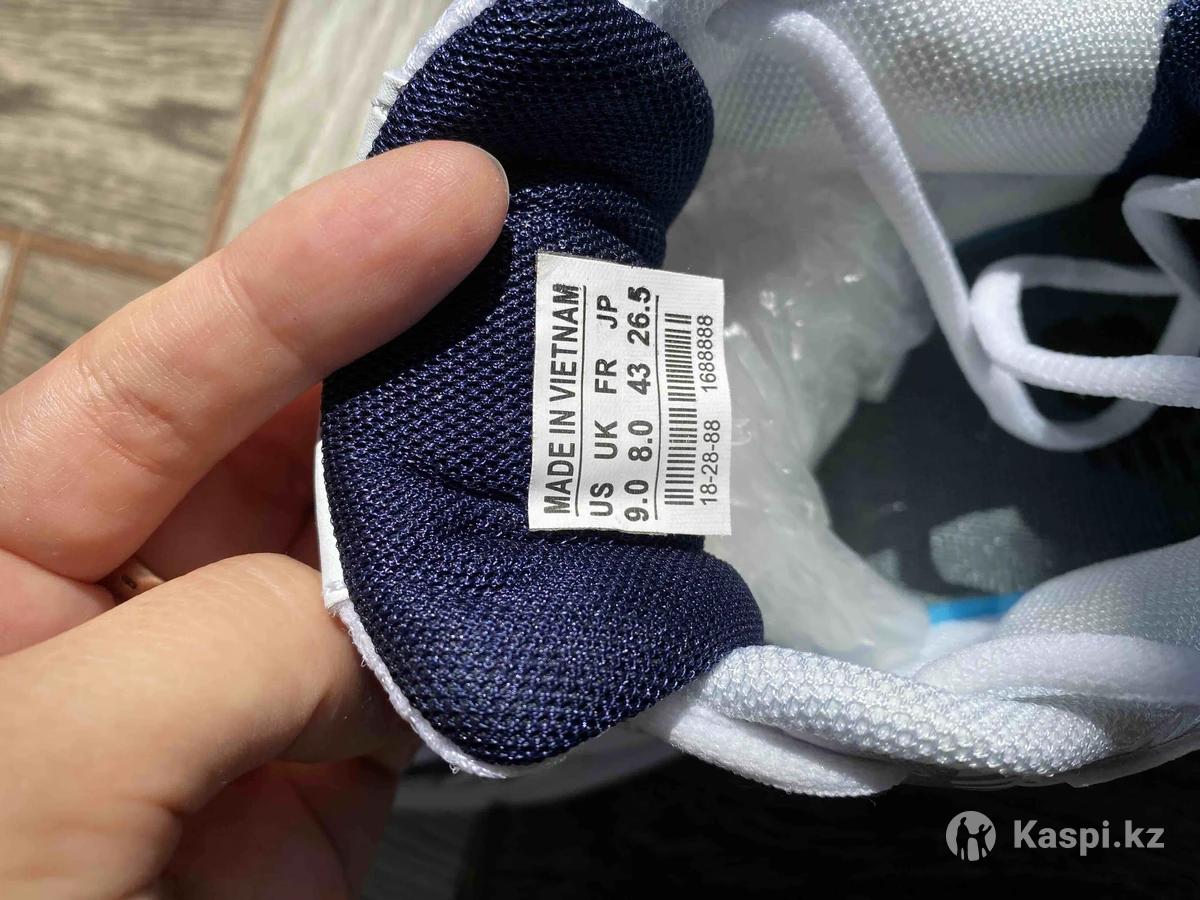 MADE IN VIETNAM
US UK FR JP
9.0 8.0 43 26.5
18-28-88 1688888
Kaspi.kz